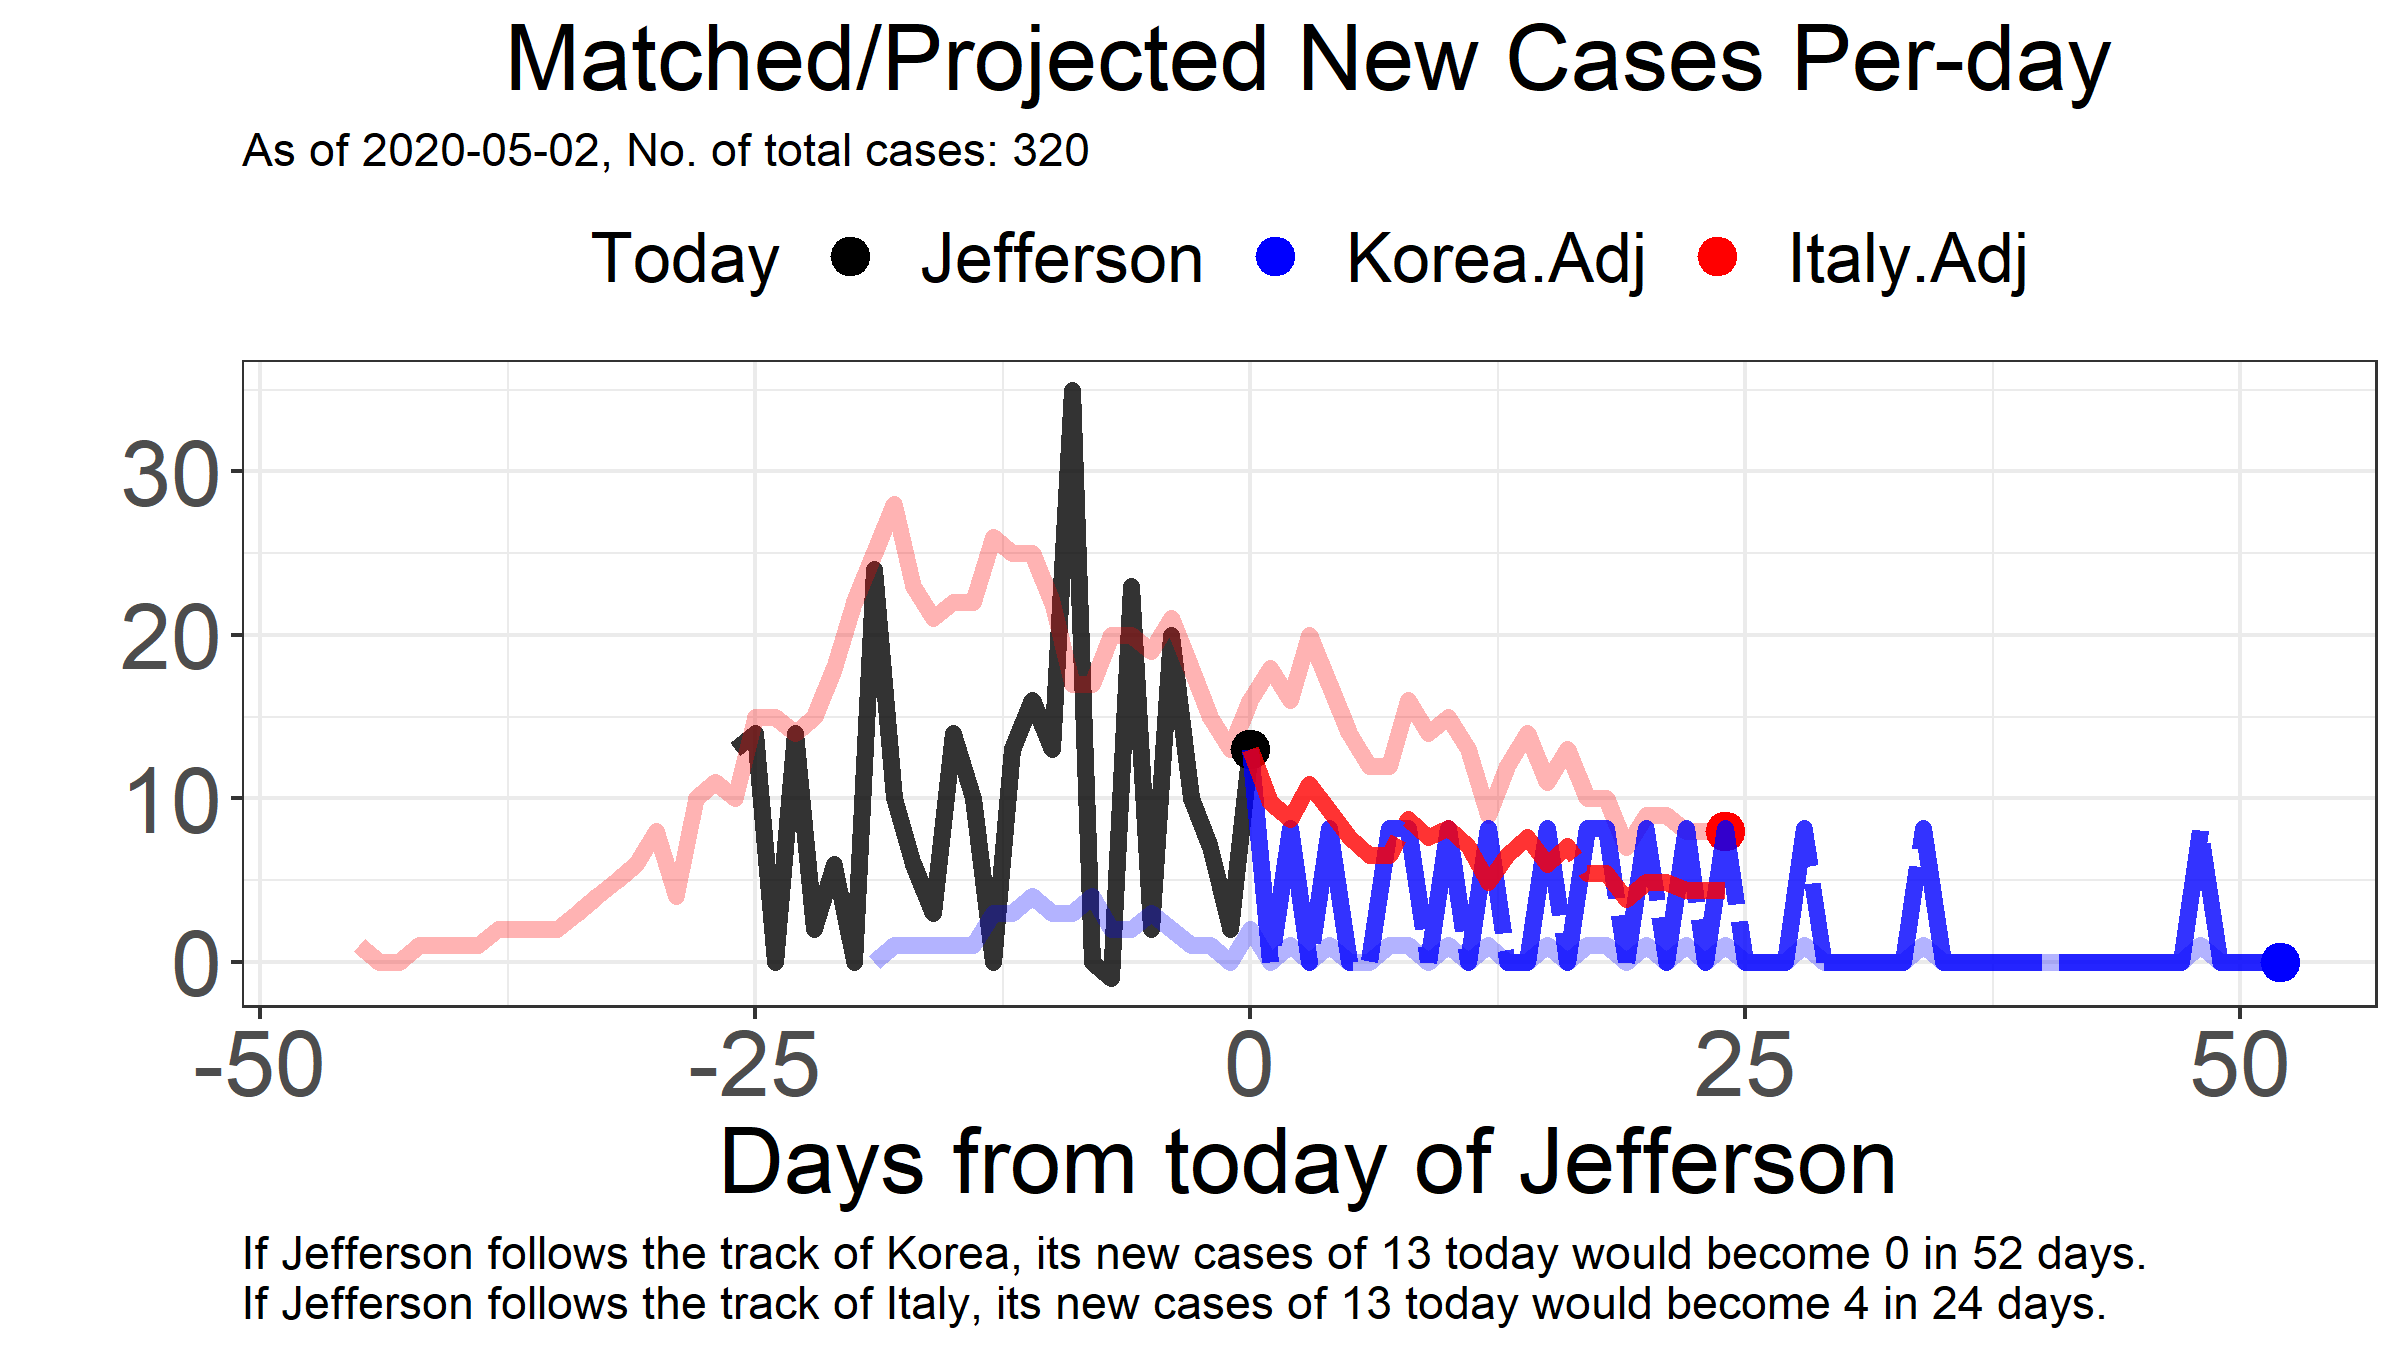 Matched/Projected New Cases Per-day
As of 2020-05-02, No. of total cases: 320
Today Jefferson Korea.Adj Italy.Adj
30
20
10
0
-50 -25 0 25 50
Days from today of Jefferson
If Jefferson follows the track of Korea, its new cases of 13 today would become 0 in 52 days.
If Jefferson follows the track of Italy, its new cases of 13 today would become 4 in 24 days.